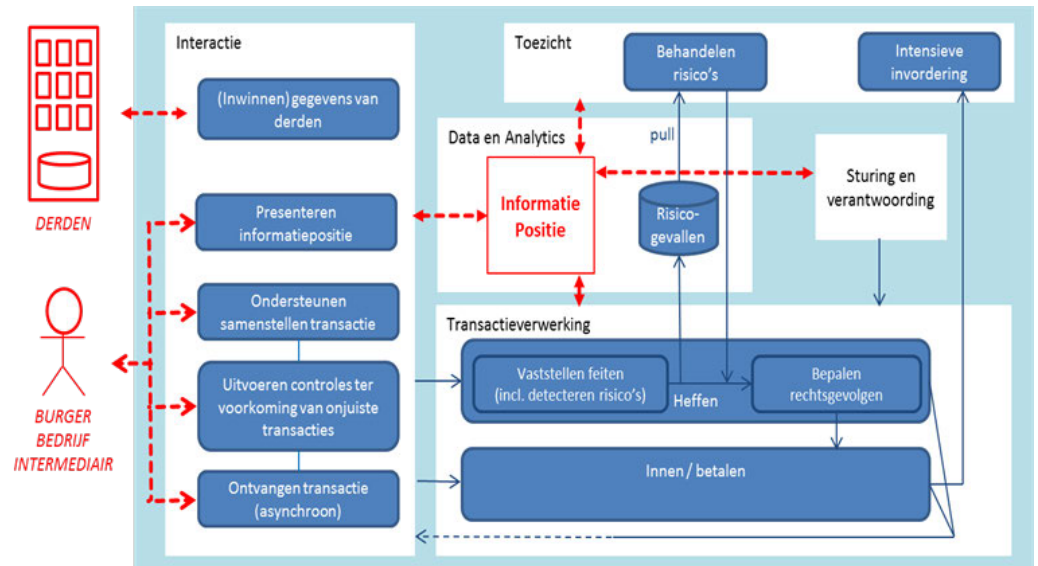 DERDEN
BURGER
BEDRIJF
INTERMEDIAIR
Interactie
(Inwinnen) gegevens van
derden
Presenteren
informatiepositie
Ondersteunen
samenstellen transactie
Uitvoeren controles ter
voorkoming van onjuiste
transacties
Ontvangen transactie
(asynchroon)
Toezicht
Behandelen
risico's
Intensieve
invordering
Data en Analytics
pull
Informatie
Positie
Risico-
gevallen
Sturing en
verantwoording
Transactieverwerking
Vaststellen feiten
(incl. detecteren risico's)
Heffen
Bepalen
rechtsgevolgen
Innen / betalen